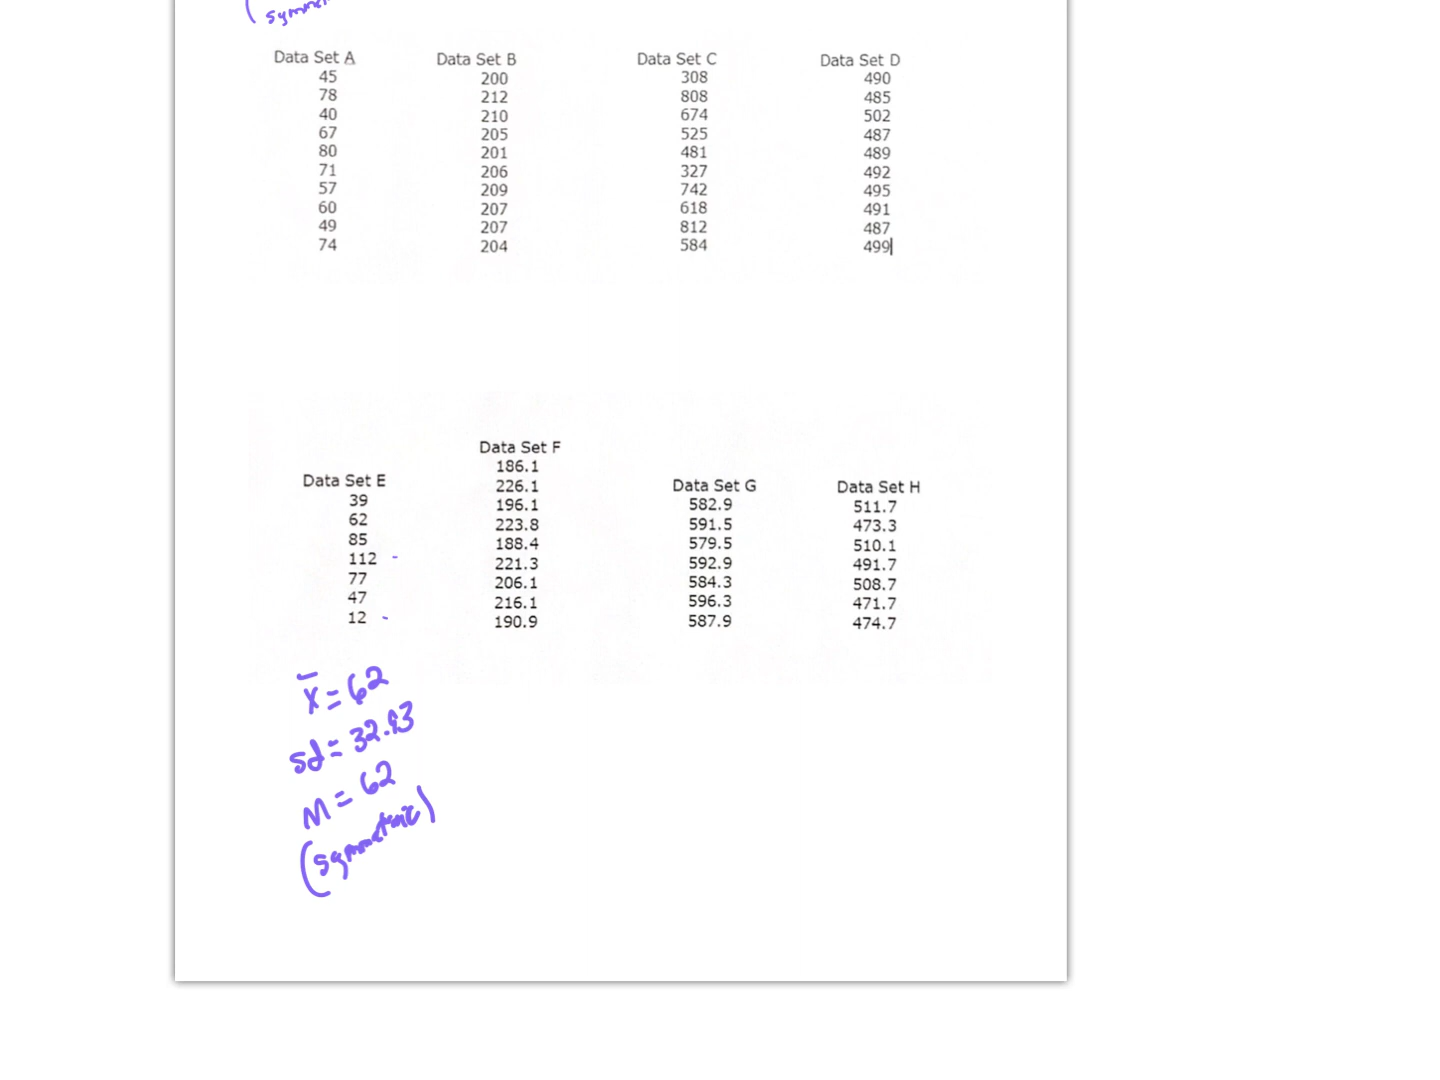 (symme
Data Set A Data Set B Data Set C Data Set D
45 200 308 490
78 212 808 485
40 210 674 502
67 205 525 487
80 201 481 489
71 206 327 492
57 209 742 495
60 207 618 491
49 207 812 487
74 204 584 499
Data Set E Data Set F Data Set G Data Set H
39 186.1 582.9 511.7
62 226.1 591.5 473.3
85 196.1 579.5 510.1
112 - 223.8 592.9 491.7
77 188.4 584.3 508.7
47 221.3 596.3 471.7
12 - 206.1 587.9 474.7
216.1
190.9
x̄ = 62
sd = 32.93
M = 62
(symmetric)